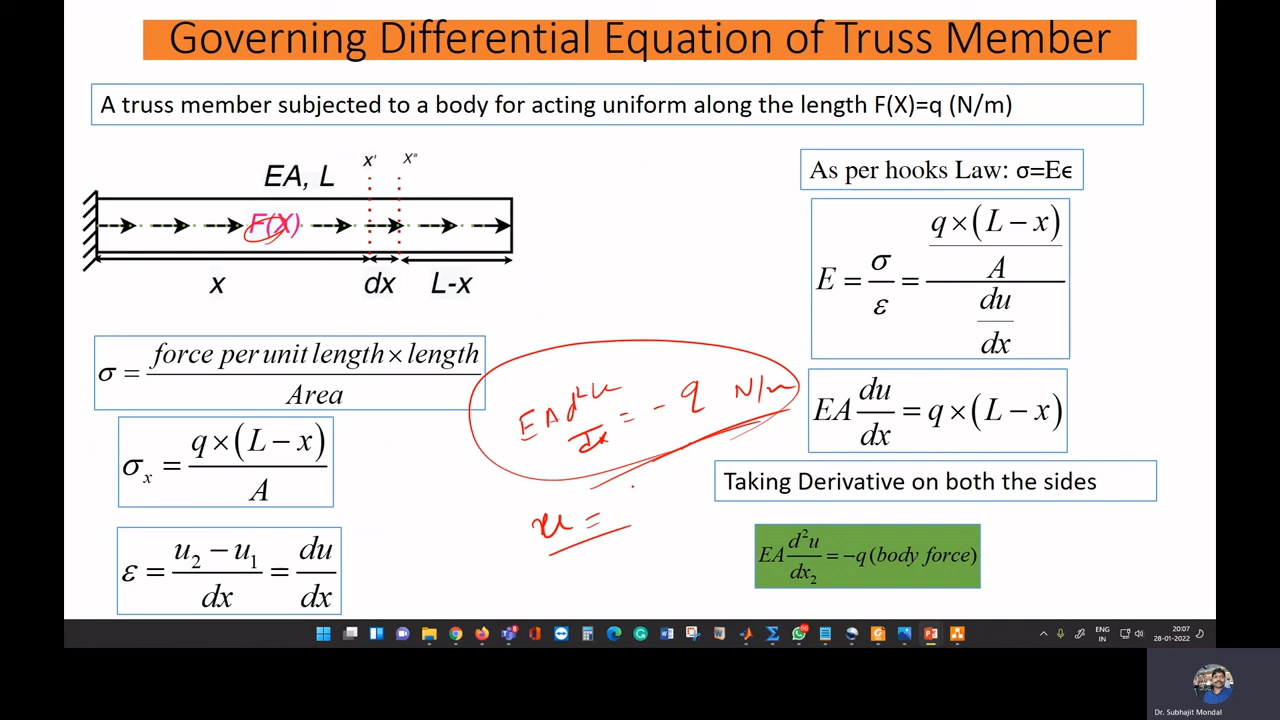 Governing Differential Equation of Truss Member
A truss member subjected to a body for acting uniform along the length F(X)=q (N/m)
EA, L
x'
X"
F(X)
x
dx
L-x
σ = force per unit length × length / Area
σx = q×(L−x) / A
ε = u2 − u1 / dx = du / dx
EA d²u / dx = − q N/m
u =
As per hooks Law: σ=Eϵ
E = σ / ε = q×(L−x) / A / du / dx
EA du / dx = q×(L−x)
Taking Derivative on both the sides
EA d²u / dx2 = −q (body force)
ENG
IN
20:07
28-01-2022
Dr. Subhajit Mondal